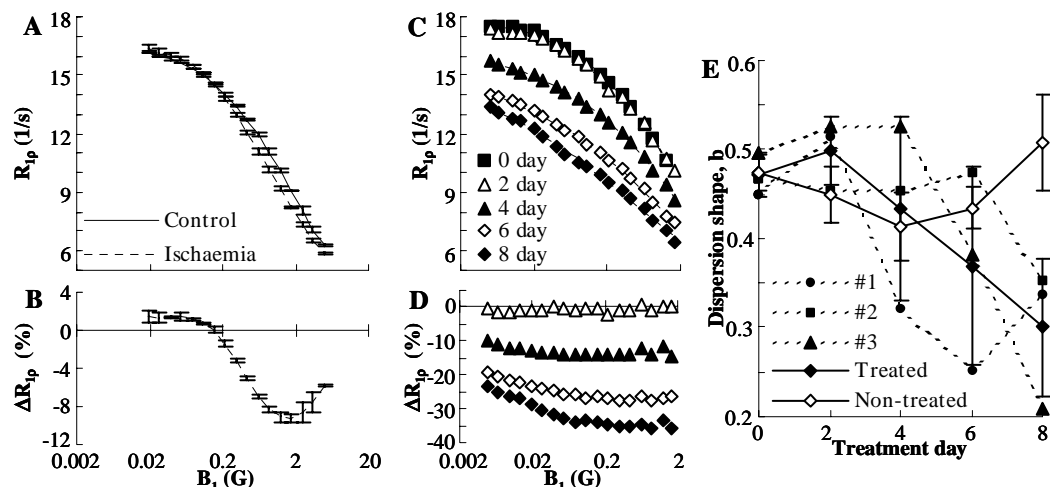 A
18
15
12
9
6
R1ρ (1/s)
Control
Ischaemia
B
4
0
-4
-8
-12
ΔR1ρ (%)
0.002 0.02 0.2 2 20
B1 (G)
C
18
15
12
9
6
R1ρ (1/s)
0 day
2 day
4 day
6 day
8 day
D
0
-10
-20
-30
-40
ΔR1ρ (%)
0.002 0.02 0.2 2
B1 (G)
E
0.6
0.5
0.4
0.3
0.2
Dispersion shape, b
#1
#2
#3
Treated
Non-treated
0 2 4 6 8
Treatment day